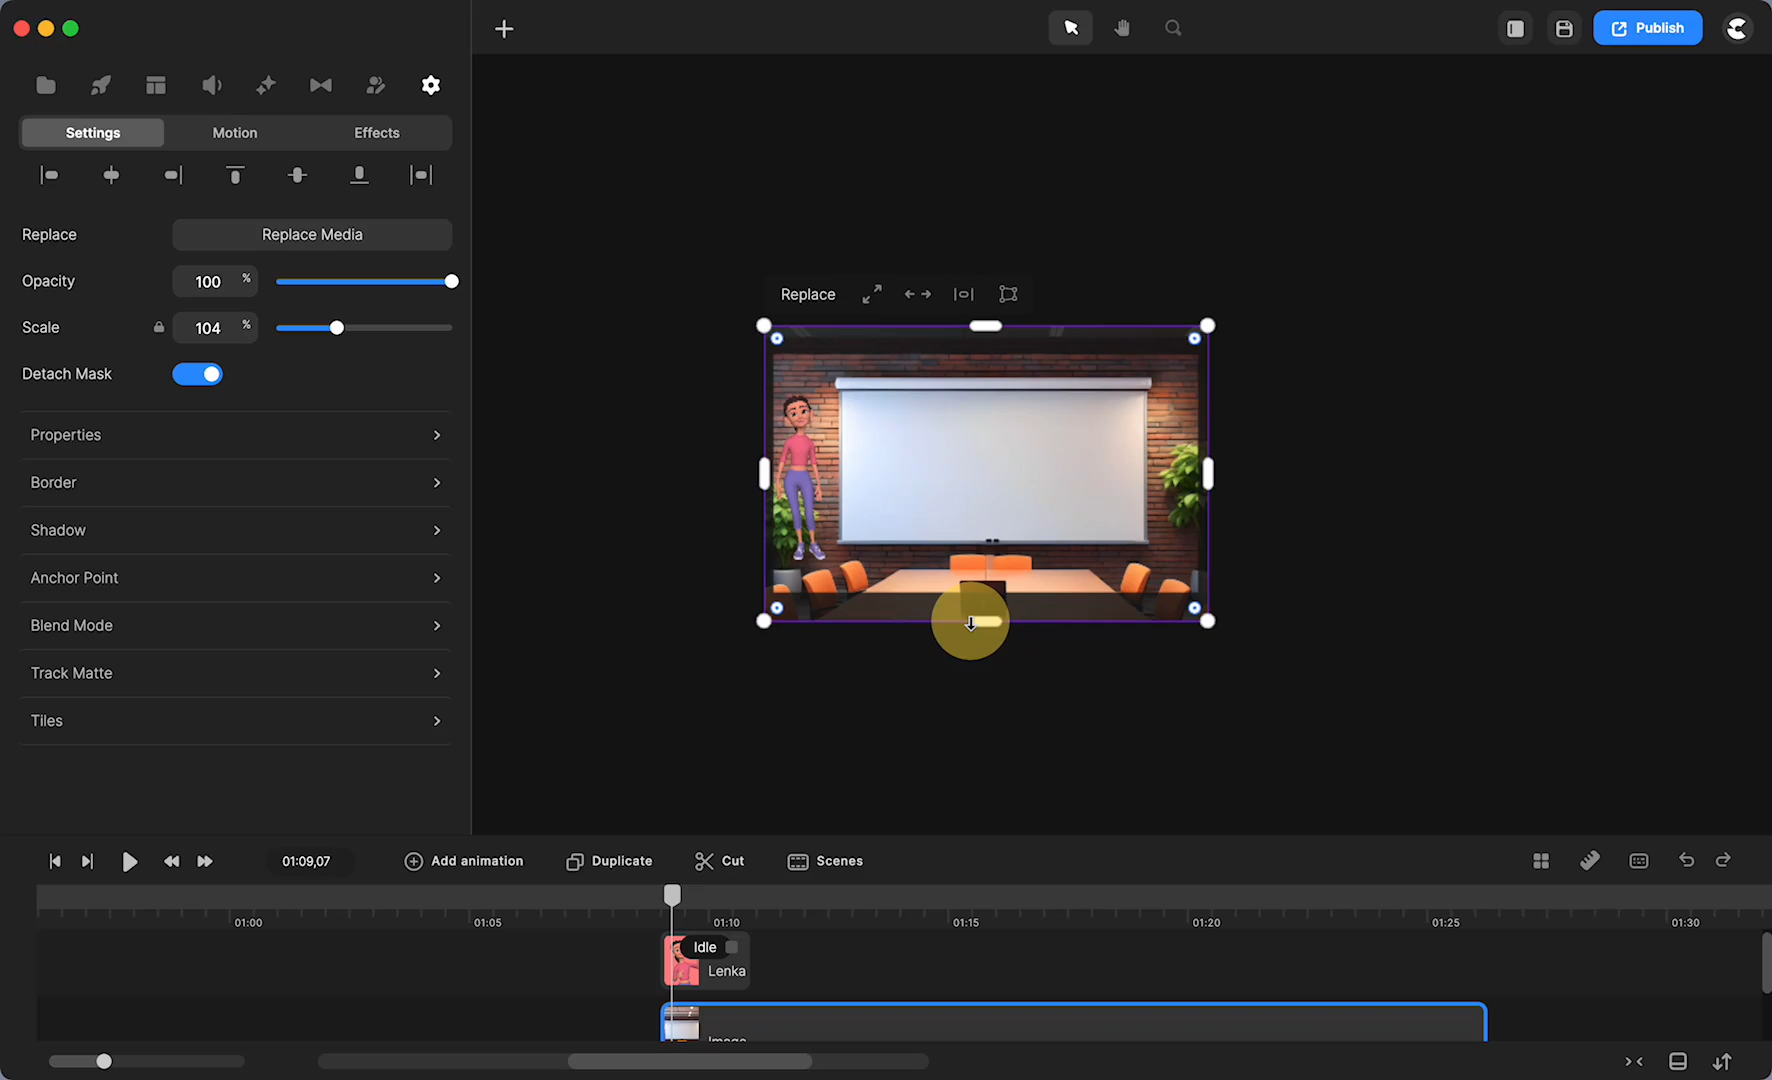 Publish
Settings
Motion
Effects
Replace
Replace Media
Opacity
100 %
Scale
104 %
Detach Mask
Properties
Border
Shadow
Anchor Point
Blend Mode
Track Matte
Tiles
Replace
01:09,07
Add animation
Duplicate
Cut
Scenes
01:00
01:05
01:10
01:15
01:20
01:25
01:30
Idle
Lenka
Image